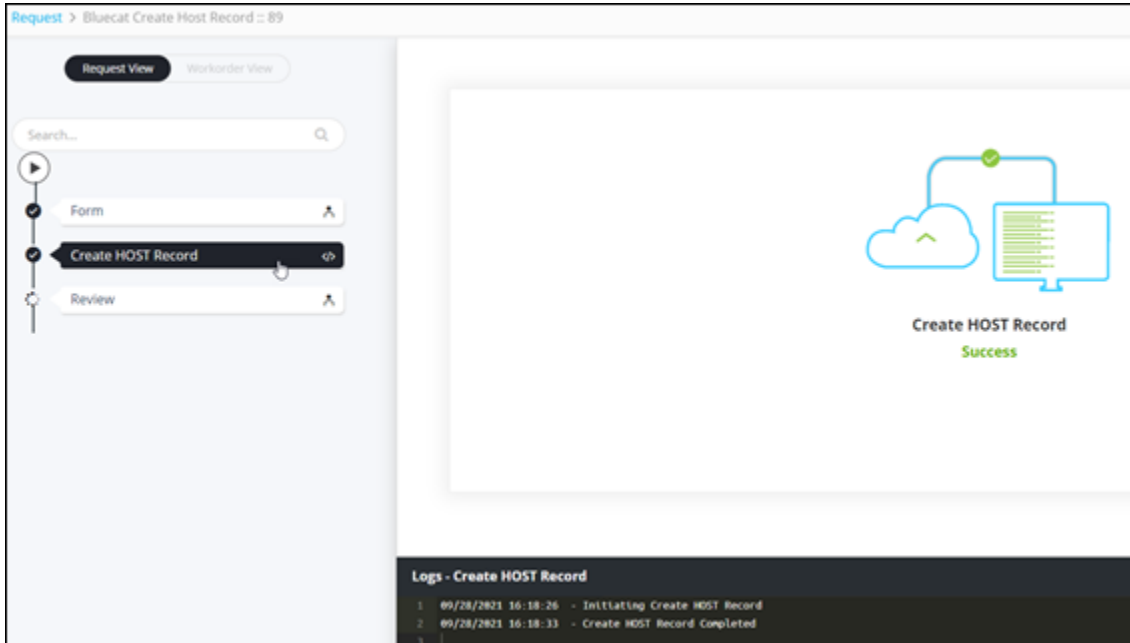 Request > Bluecat Create Host Record :: 89
Request View
Workorder View
Search...
Form
Create HOST Record
</>
Review
Create HOST Record
Success
Logs - Create HOST Record
1 09/28/2021 16:18:26 - Initiating Create HOST Record
2 09/28/2021 16:18:33 - Create HOST Record Completed
3